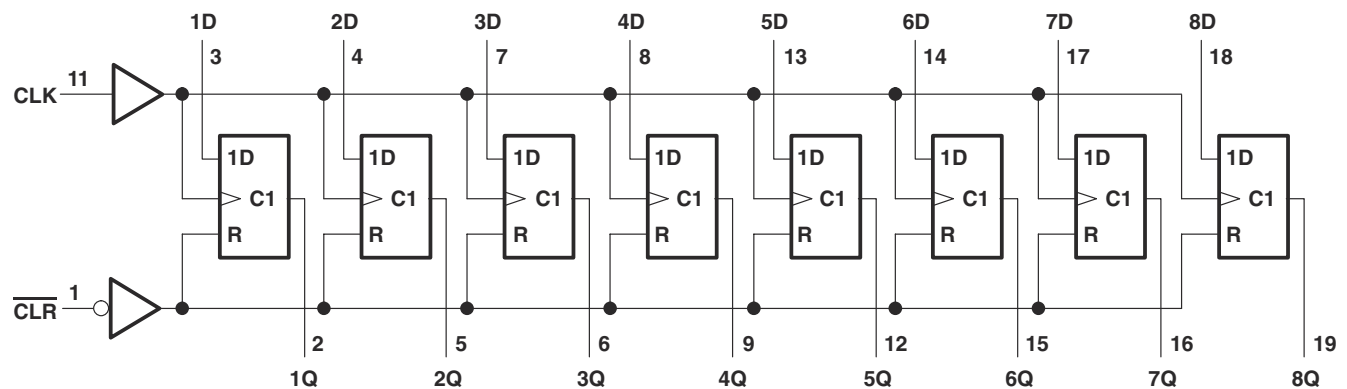 1D 2D 3D 4D 5D 6D 7D 8D
3 4 7 8 13 14 17 18
CLK 11
1D 1D 1D 1D 1D 1D 1D 1D
C1 C1 C1 C1 C1 C1 C1 C1
R R R R R R R R
CLR 1
2 5 6 9 12 15 16 19
1Q 2Q 3Q 4Q 5Q 6Q 7Q 8Q